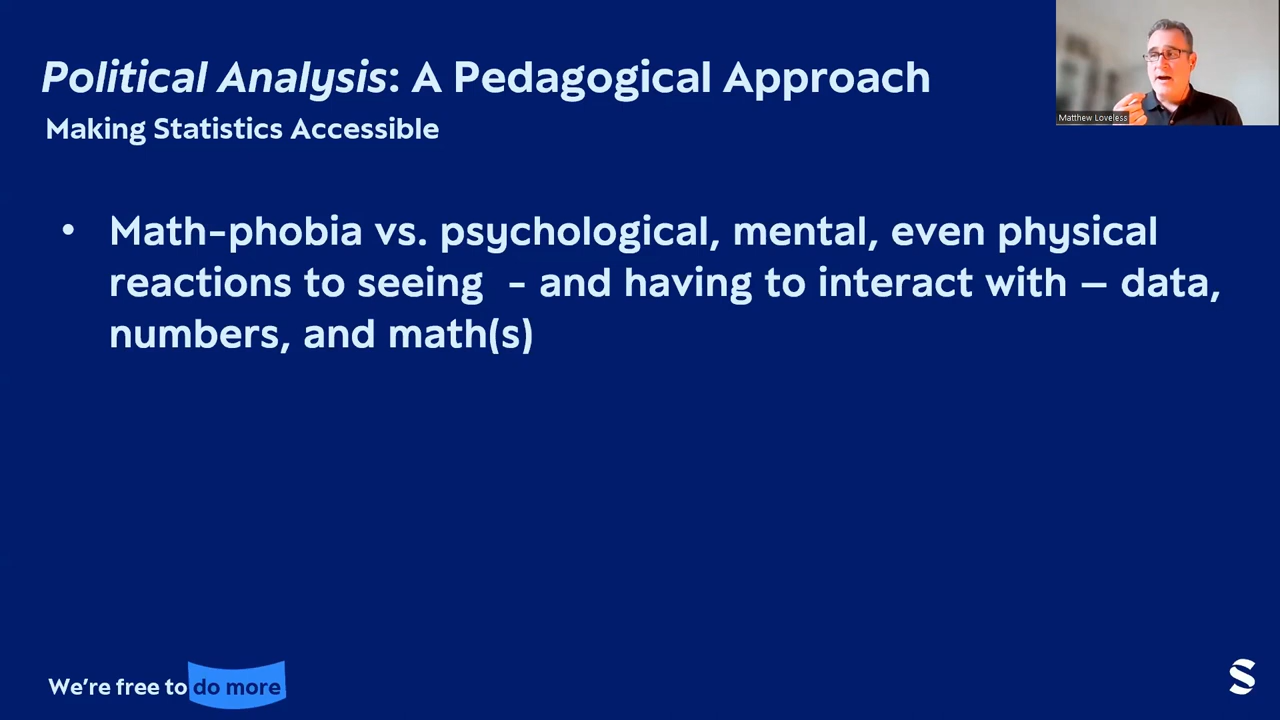 Political Analysis: A Pedagogical Approach
Making Statistics Accessible
Matthew Loveless
• Math-phobia vs. psychological, mental, even physical
reactions to seeing  - and having to interact with – data,
numbers, and math(s)
We're free to do more
S